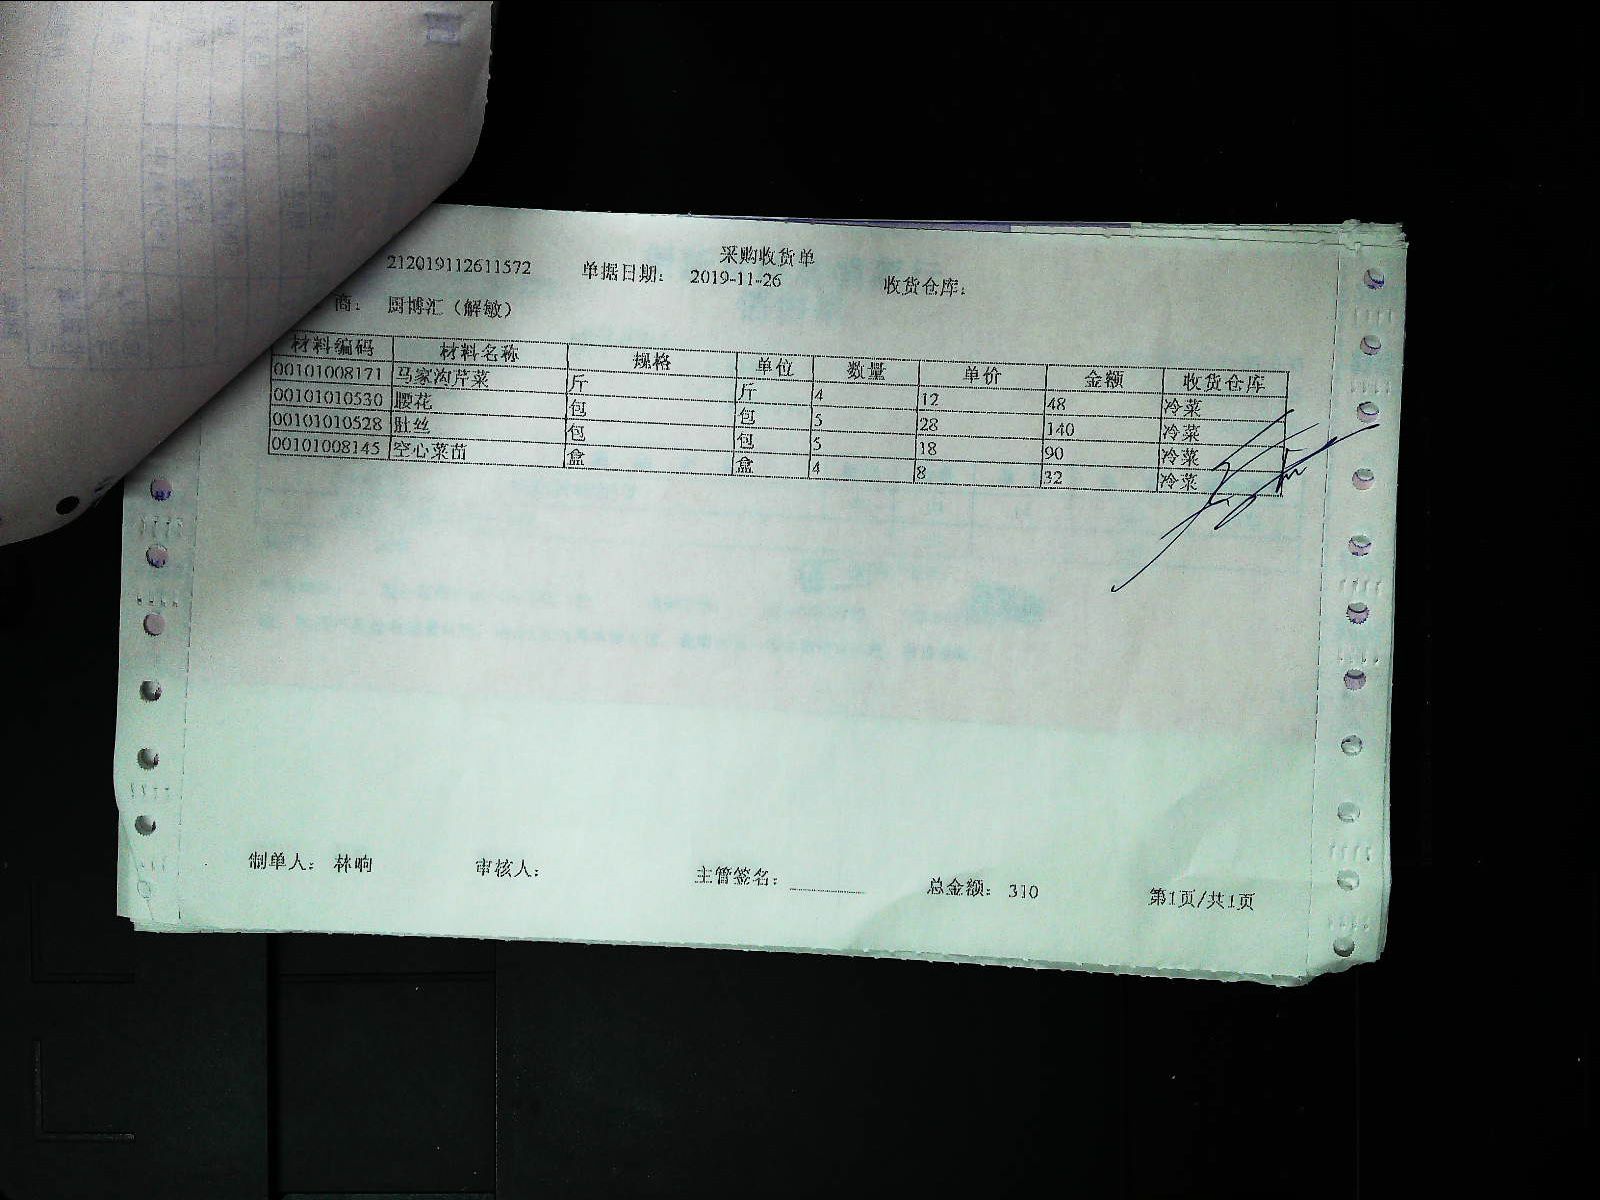 采购收货单
212019112611572 单据日期: 2019-11-26 收货仓库:
商: 厨博汇（解敏）
材料编码 材料名称 规格 单位 数量 单价 金额 收货仓库
00101008171 马家沟芹菜 斤 斤 4 12 48 冷菜
00101010530 腰花 包 包 5 28 140 冷菜
00101010528 肚丝 包 包 5 18 90 冷菜
00101008145 空心菜苗 盒 盒 4 8 32 冷菜
制单人: 林响 审核人: 主管签名: 总金额: 310 第1页/共1页